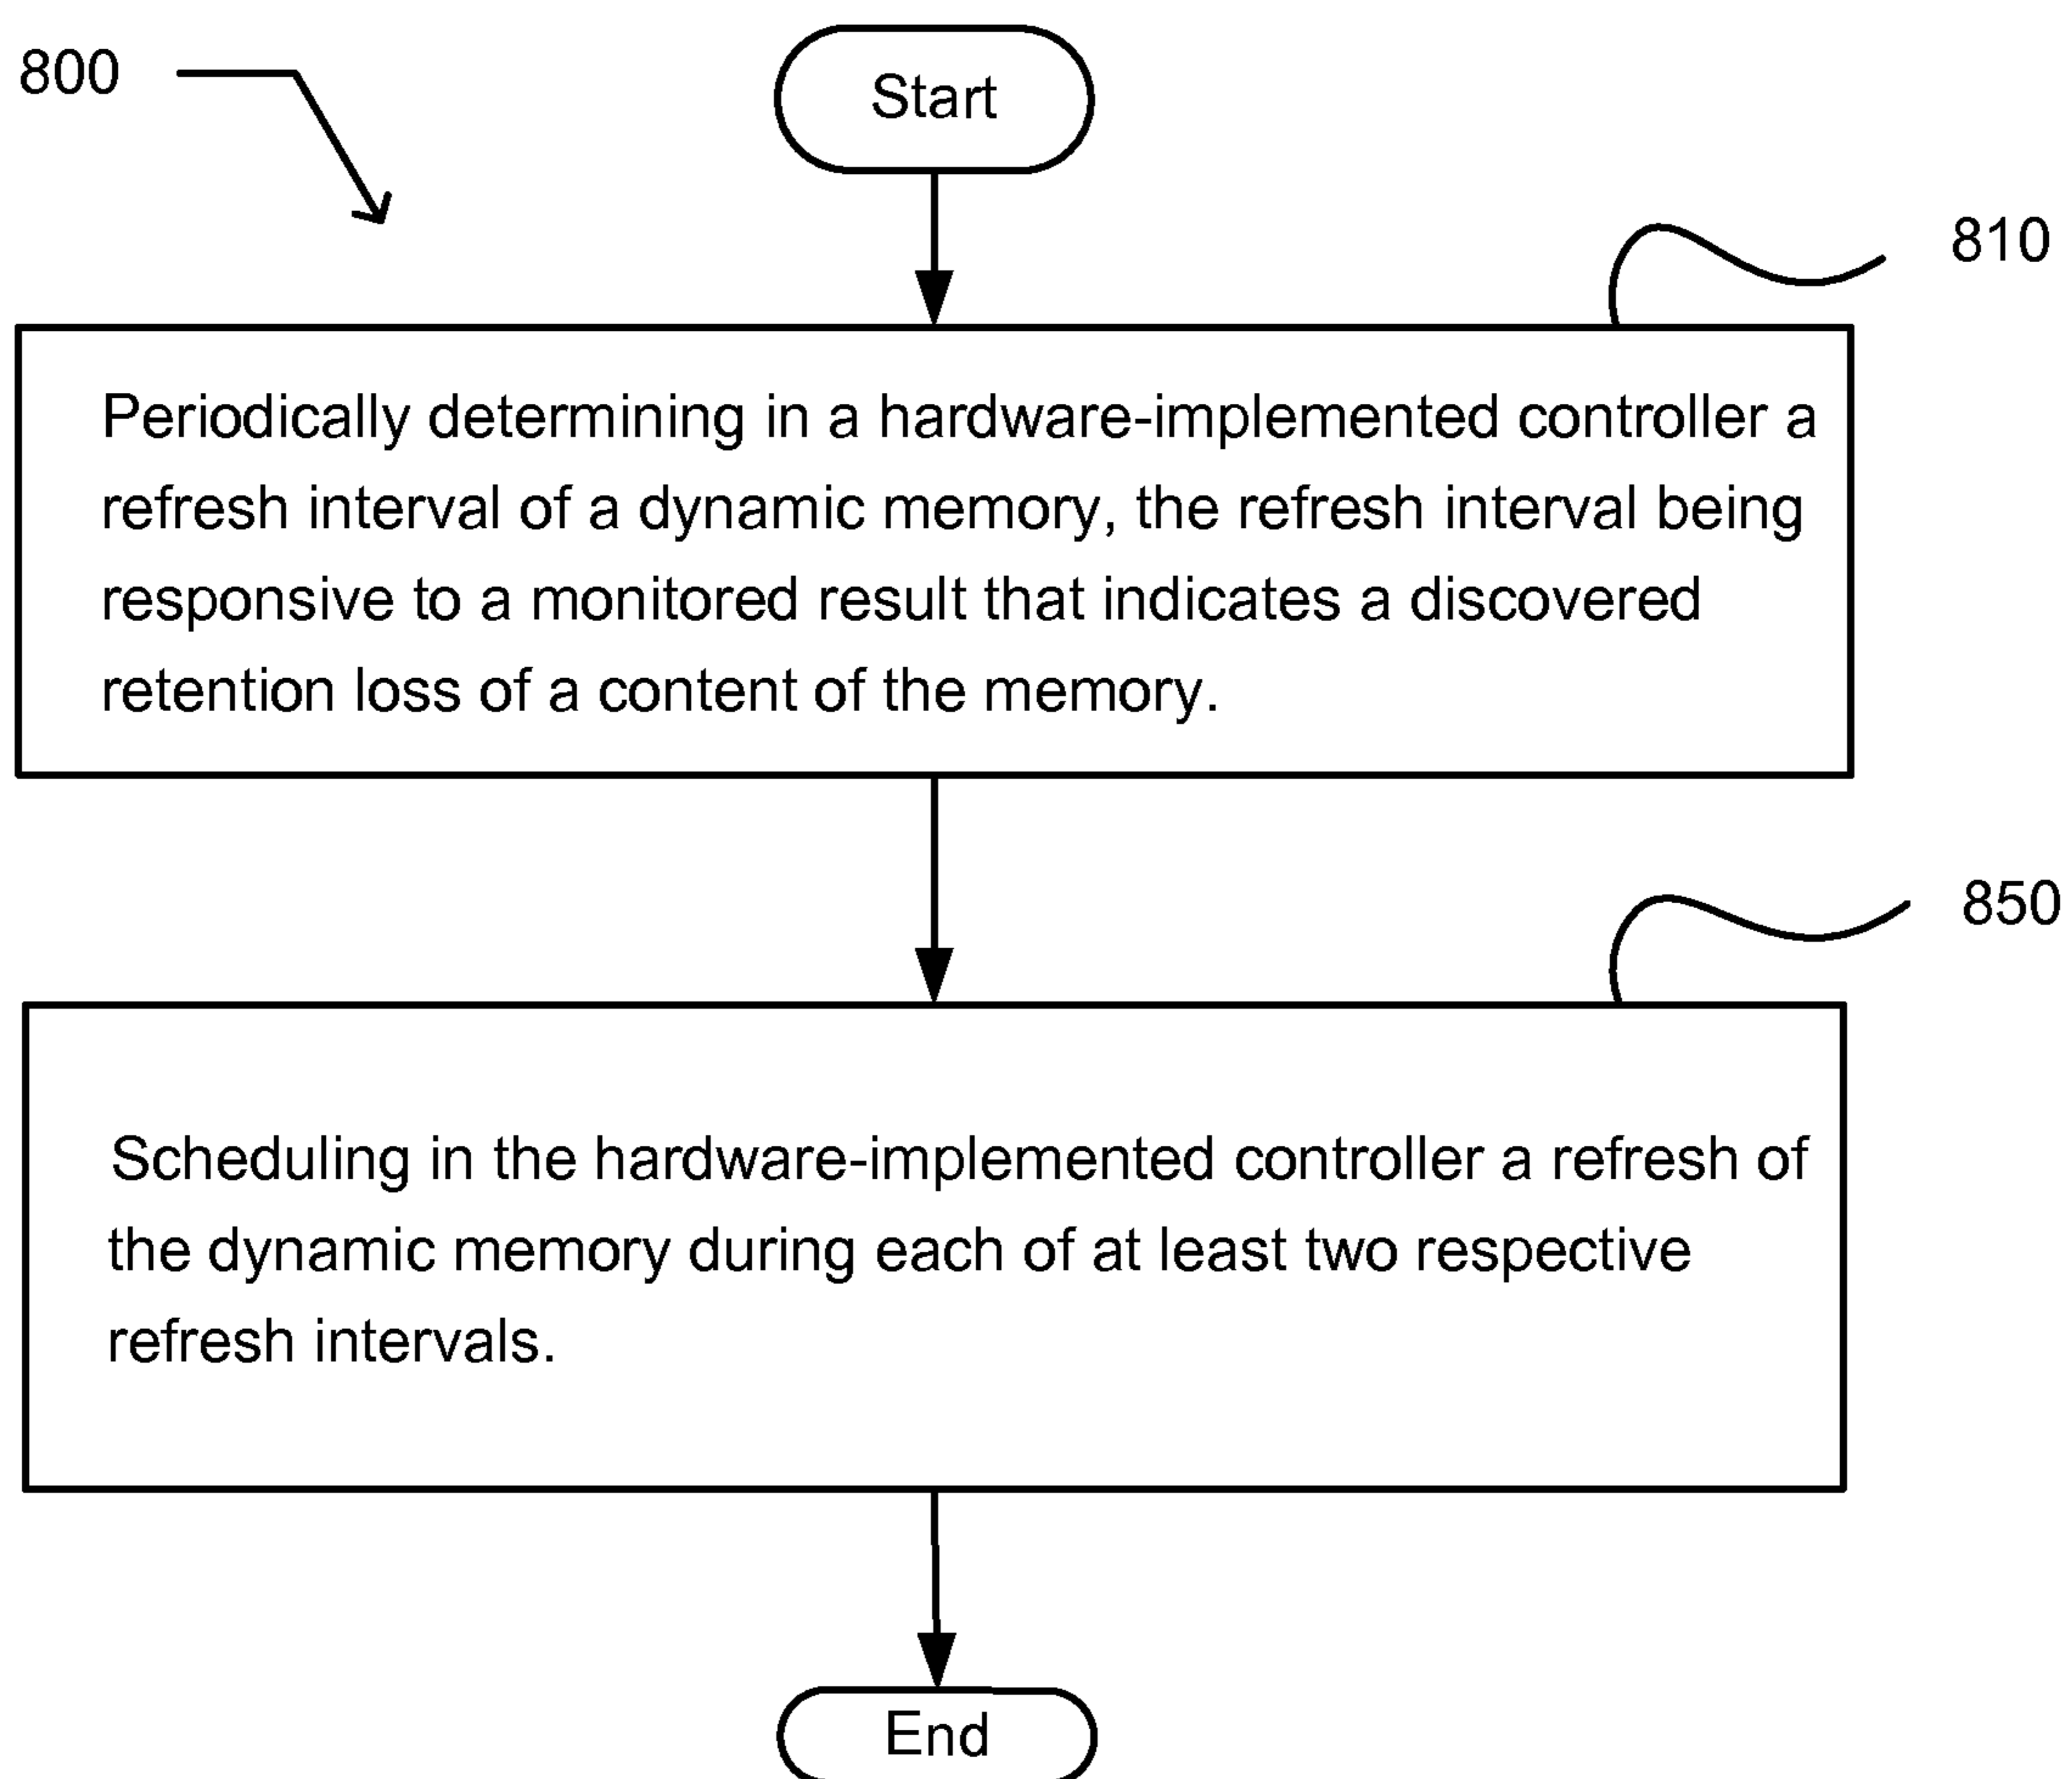 800
Start
810
Periodically determining in a hardware-implemented controller a
refresh interval of a dynamic memory, the refresh interval being
responsive to a monitored result that indicates a discovered
retention loss of a content of the memory.
850
Scheduling in the hardware-implemented controller a refresh of
the dynamic memory during each of at least two respective
refresh intervals.
End